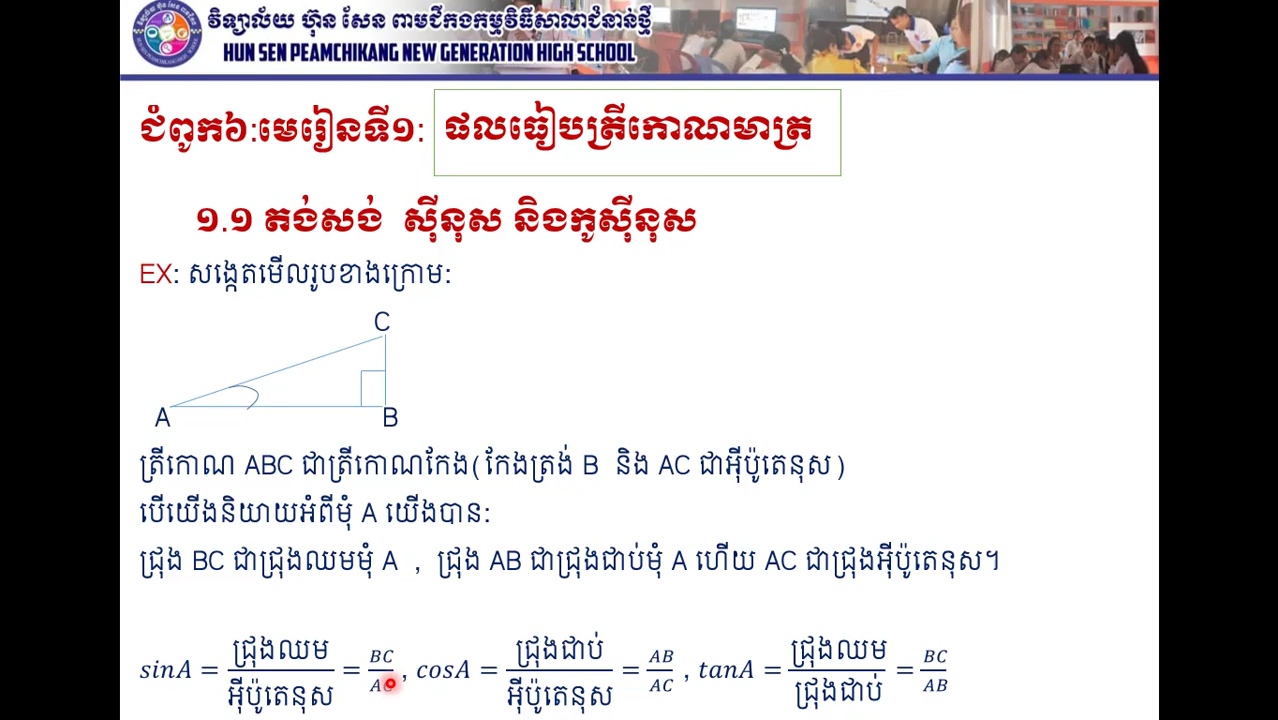 វិទ្យាល័យ ហ៊ុន សែន ពាមជីកងកម្មវិធីសាលាជំនាន់ថ្មី
HUN SEN PEAMCHIKANG NEW GENERATION HIGH SCHOOL
ជំពូក៦:មេរៀនទី១: ផលធៀបត្រីកោណមាត្រ
១.១ តង់សង់ ស៊ីនុស និងកូស៊ីនុស
EX: សង្កេតមើលរូបខាងក្រោម:
C
A
B
ត្រីកោណ ABC ជាត្រីកោណកែង(កែងត្រង់ B និង AC ជាអ៊ីប៉ូតេនុស)
បើយើងនិយាយអំពីមុំ A យើងបាន:
ជ្រុង BC ជាជ្រុងឈមមុំ A , ជ្រុង AB ជាជ្រុងជាប់មុំ A ហើយ AC ជាជ្រុងអ៊ីប៉ូតេនុស។
sinA = ជ្រុងឈម/អ៊ីប៉ូតេនុស = BC/AC , cosA = ជ្រុងជាប់/អ៊ីប៉ូតេនុស = AB/AC , tanA = ជ្រុងឈម/ជ្រុងជាប់ = BC/AB